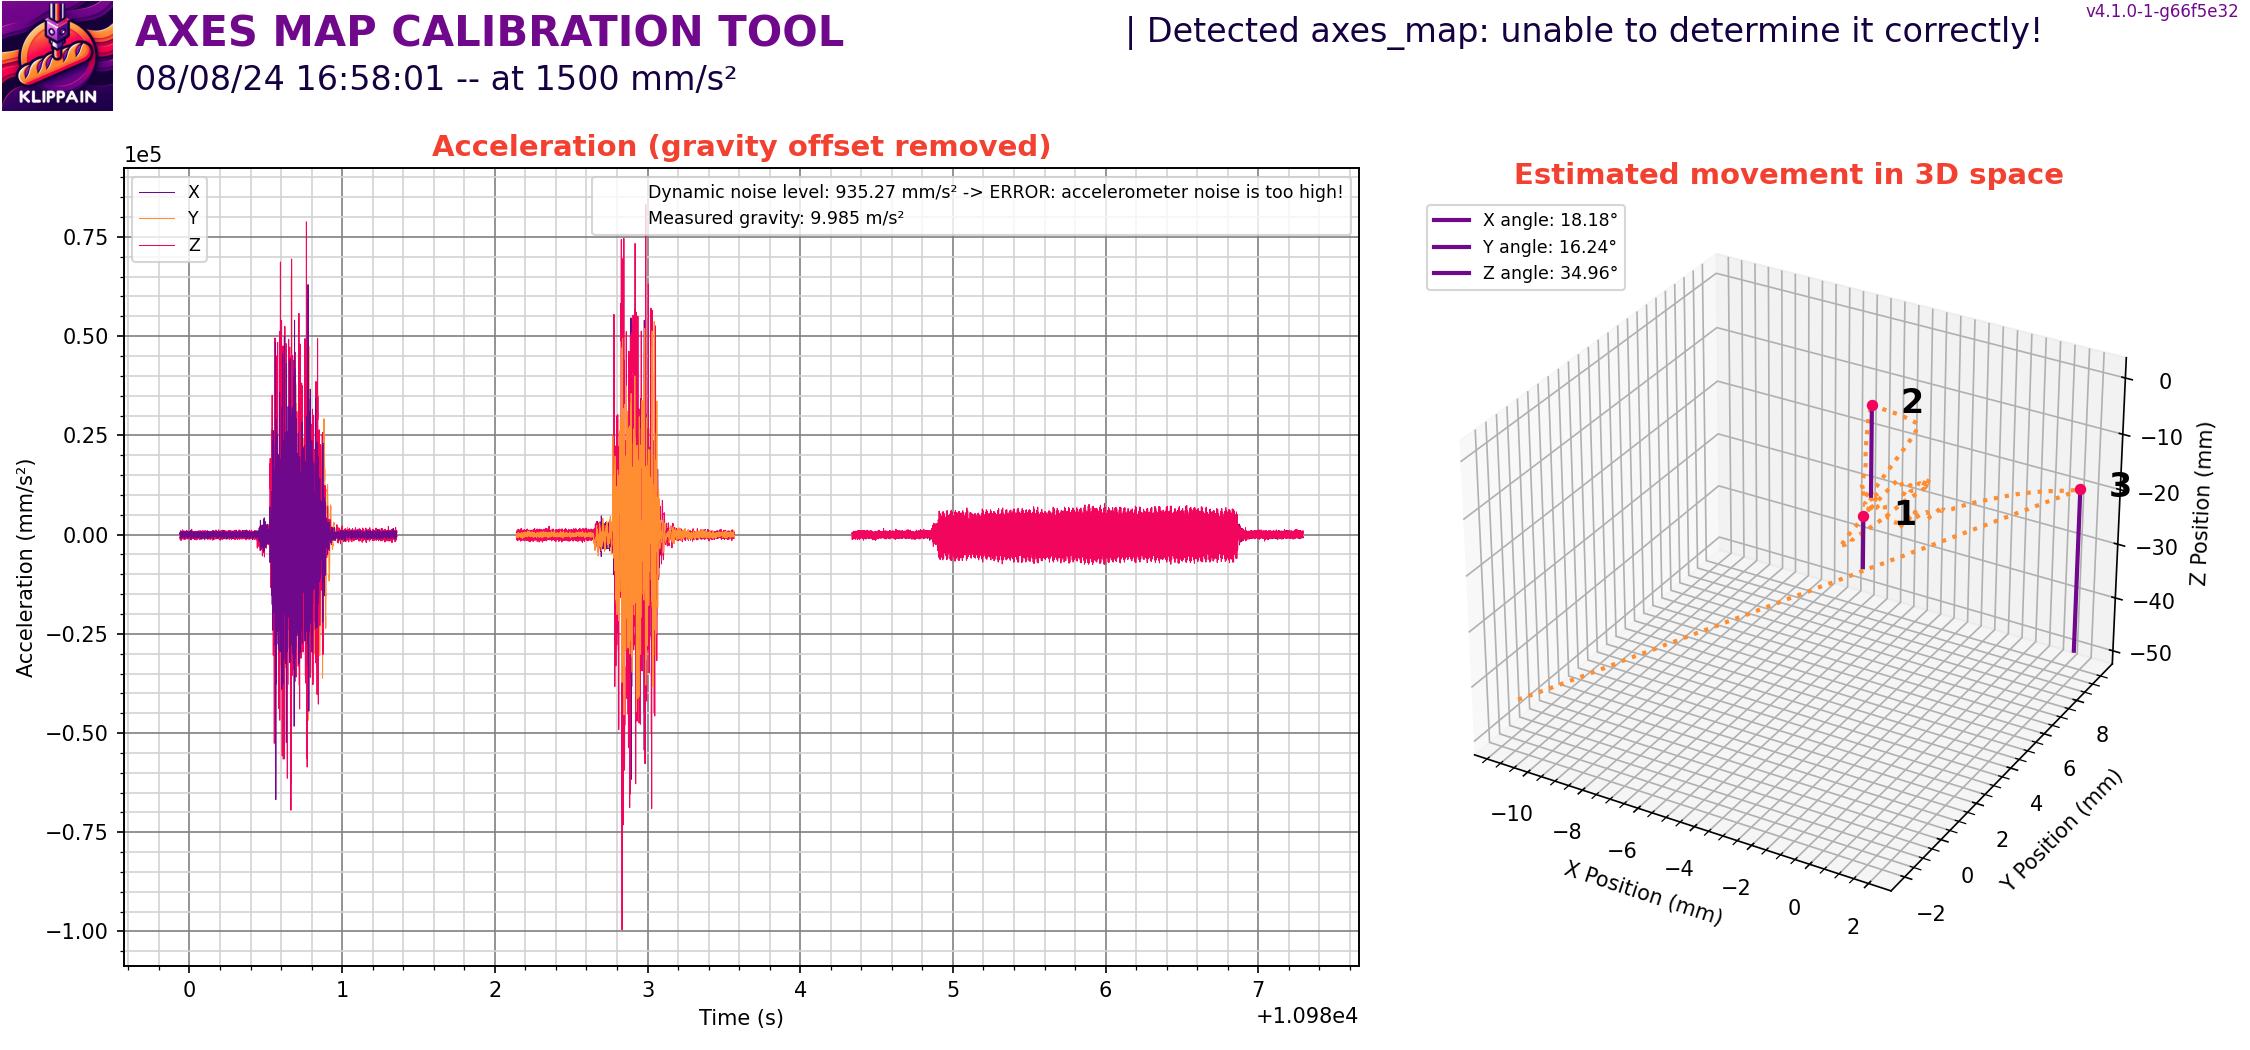 AXES MAP CALIBRATION TOOL
| Detected axes_map: unable to determine it correctly!
v4.1.0-1-g66f5e32
KLIPPAIN
08/08/24 16:58:01 -- at 1500 mm/s²
Acceleration (gravity offset removed)
1e5
X
Y
Z
Dynamic noise level: 935.27 mm/s² -> ERROR: accelerometer noise is too high!
Measured gravity: 9.985 m/s²
Acceleration (mm/s²)
0.75
0.50
0.25
0.00
−0.25
−0.50
−0.75
−1.00
0 1 2 3 4 5 6 7
Time (s)
+1.098e4
Estimated movement in 3D space
X angle: 18.18°
Y angle: 16.24°
Z angle: 34.96°
2
1
3
0
−10
−20
−30
−40
−50
Z Position (mm)
8
6
4
2
0
−2
Y Position (mm)
−10
−8
−6
−4
−2
0
2
X Position (mm)